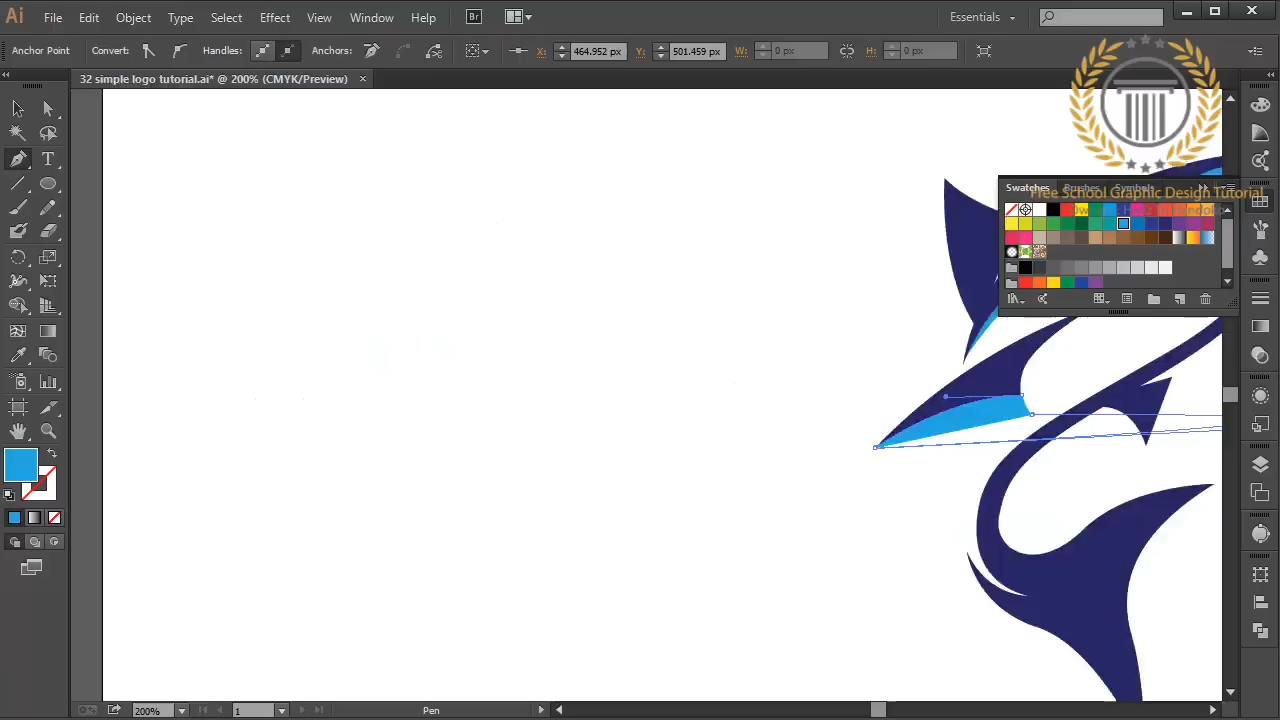 Ai File Edit Object Type Select Effect View Window Help Br Essentials
Anchor Point Convert: Handles: Anchors: X: 464.952 px Y: 501.459 px W: 0 px H: 0 px
32 simple logo tutorial.ai* @ 200% (CMYK/Preview)
Swatches Brushes Symbols
Free School Graphic Design Tutorial
200% 1 Pen